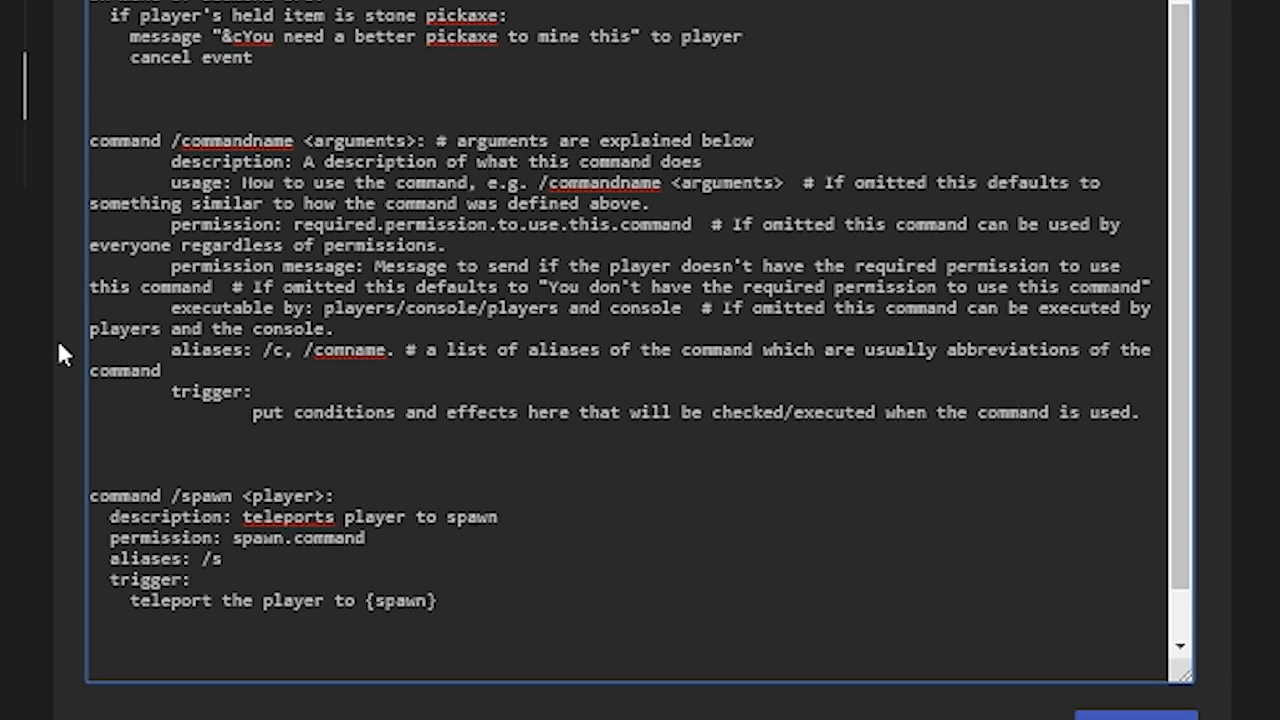 if player's held item is stone pickaxe:
message "&cYou need a better pickaxe to mine this" to player
cancel event
command /commandname <arguments>: # arguments are explained below
description: A description of what this command does
usage: How to use the command, e.g. /commandname <arguments>  # If omitted this defaults to
something similar to how the command was defined above.
permission: required.permission.to.use.this.command  # If omitted this command can be used by
everyone regardless of permissions.
permission message: Message to send if the player doesn't have the required permission to use
this command  # If omitted this defaults to "You don't have the required permission to use this command"
executable by: players/console/players and console  # If omitted this command can be executed by
players and the console.
aliases: /c, /comname. # a list of aliases of the command which are usually abbreviations of the
command
trigger:
put conditions and effects here that will be checked/executed when the command is used.
command /spawn <player>:
description: teleports player to spawn
permission: spawn.command
aliases: /s
trigger:
teleport the player to {spawn}